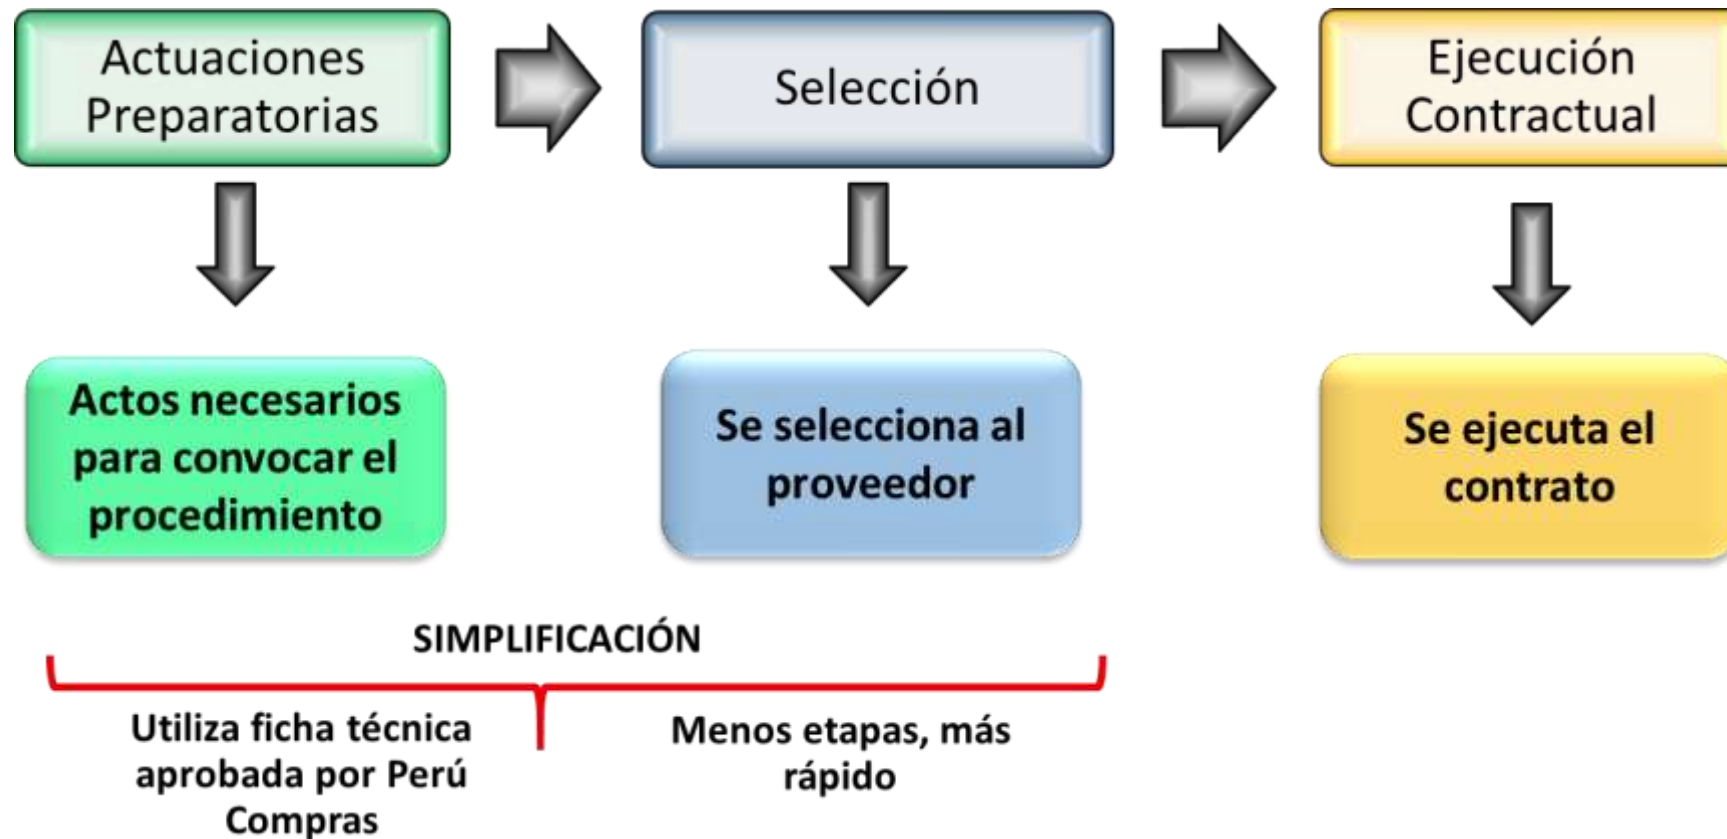 Actuaciones
Preparatorias
Selección
Ejecución
Contractual
Actos necesarios
para convocar el
procedimiento
Se selecciona al
proveedor
Se ejecuta el
contrato
SIMPLIFICACIÓN
Utiliza ficha técnica
aprobada por Perú
Compras
Menos etapas, más
rápido